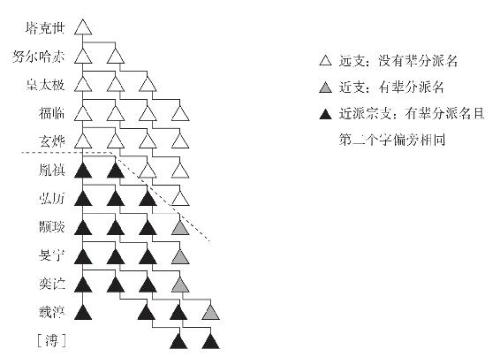 塔克世
努尔哈赤
皇太极
福临
玄烨
胤禛
弘历
颙琰
旻宁
奕詝
载淳
[溥]
远支：没有辈分派名
近支：有辈分派名
近派宗支：有辈分派名且
第二个字偏旁相同